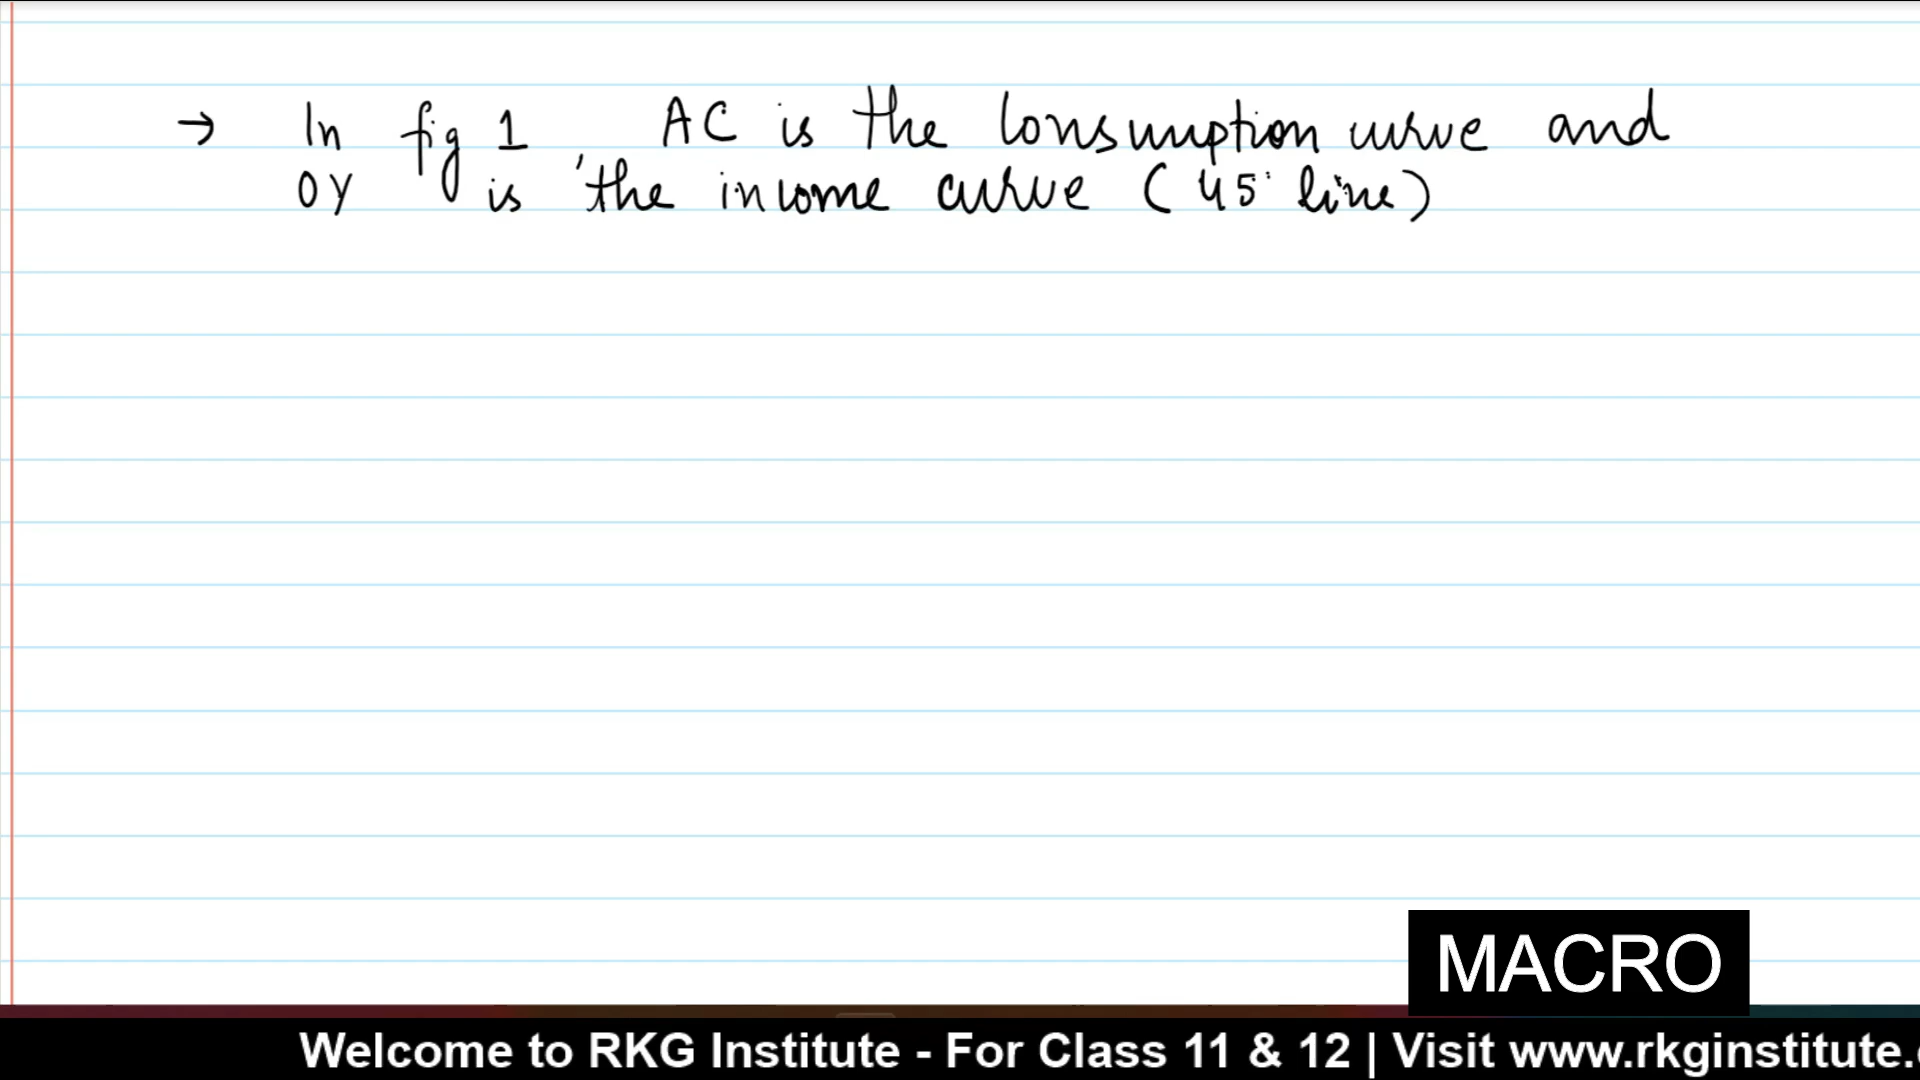 → In fig 1, AC is the Consumption curve and
OY is the income curve (45° line)
MACRO
Welcome to RKG Institute - For Class 11 & 12 | Visit www.rkginstitute.